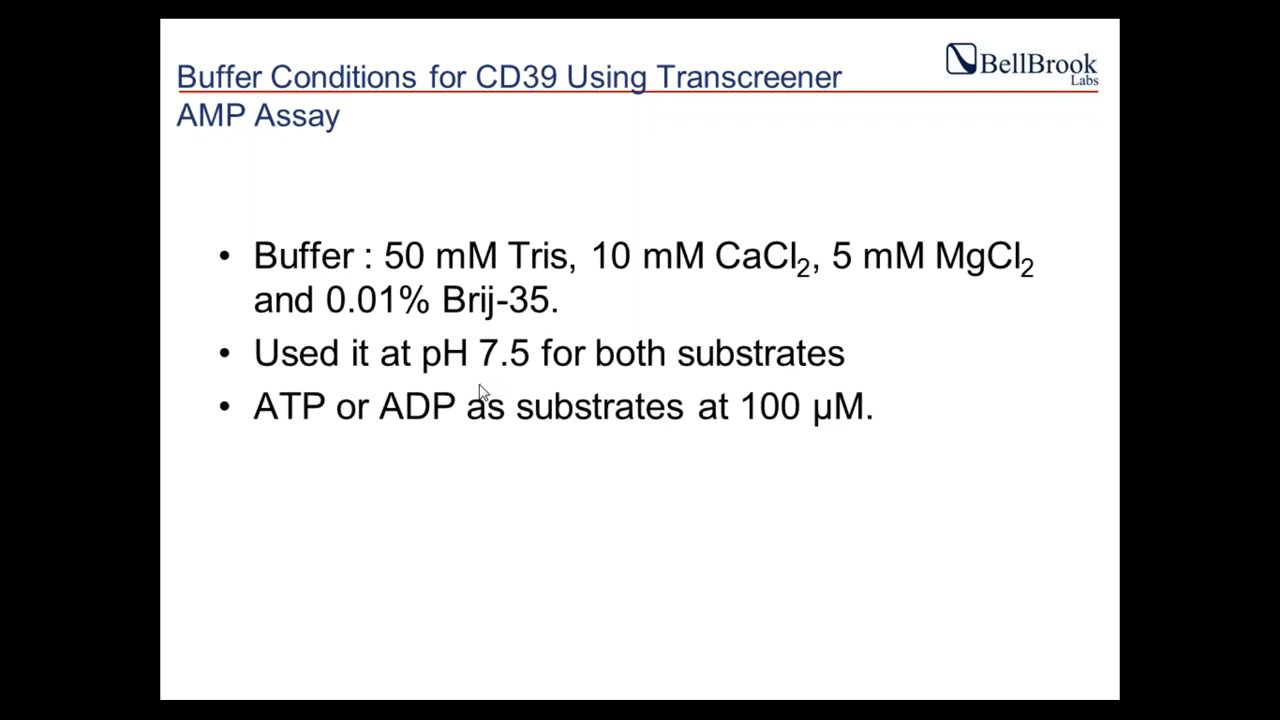 Buffer Conditions for CD39 Using Transcreener
AMP Assay
BellBrook
Labs
• Buffer : 50 mM Tris, 10 mM CaCl₂, 5 mM MgCl₂
and 0.01% Brij-35.
• Used it at pH 7.5 for both substrates
• ATP or ADP as substrates at 100 µM.